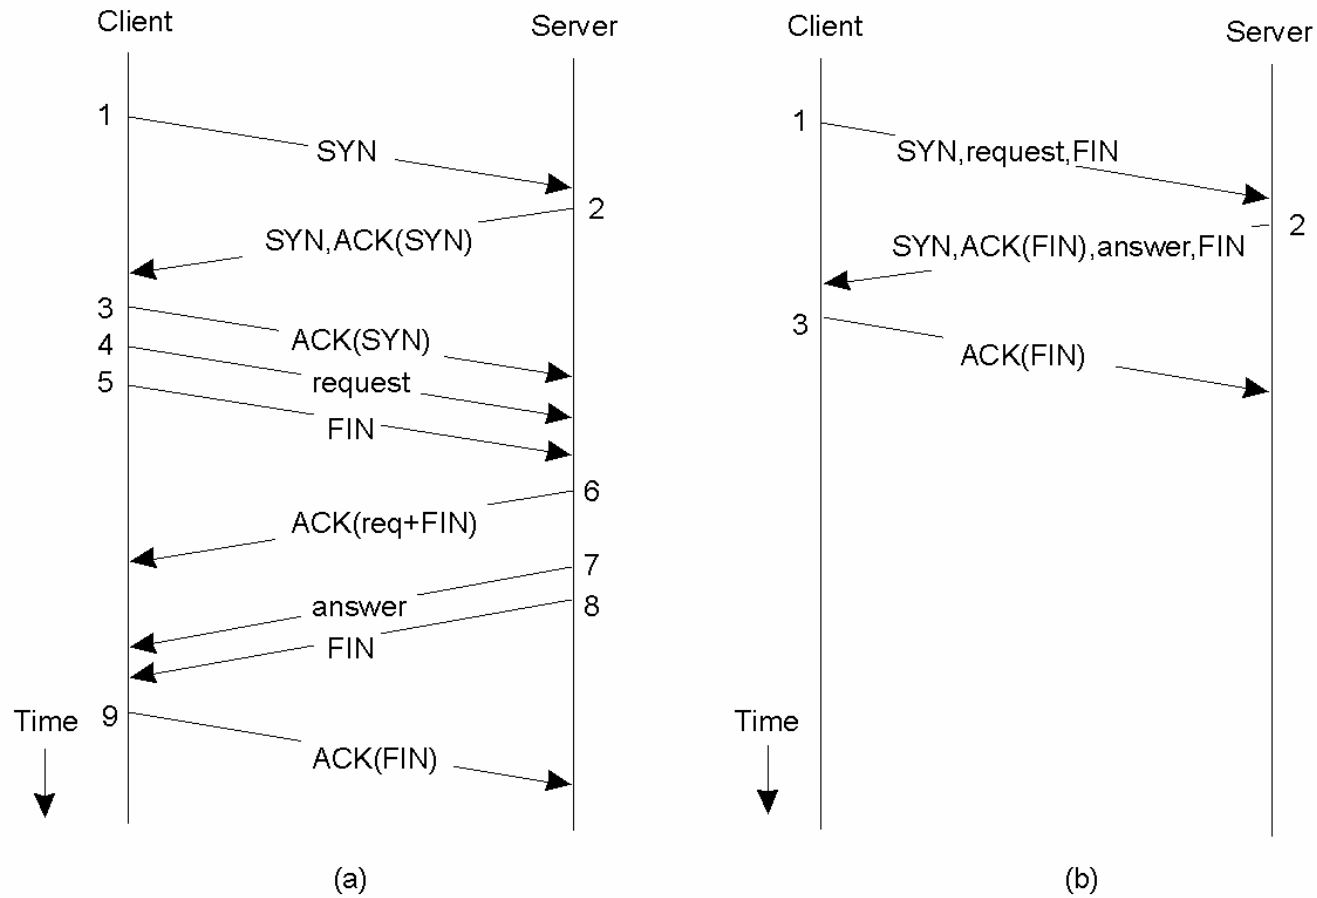 Client
Server
1
SYN
2
SYN,ACK(SYN)
3
ACK(SYN)
4
request
5
FIN
6
ACK(req+FIN)
7
answer
8
FIN
9
ACK(FIN)
Time
(a)
Client
Server
1
SYN,request,FIN
2
SYN,ACK(FIN),answer,FIN
3
ACK(FIN)
Time
(b)